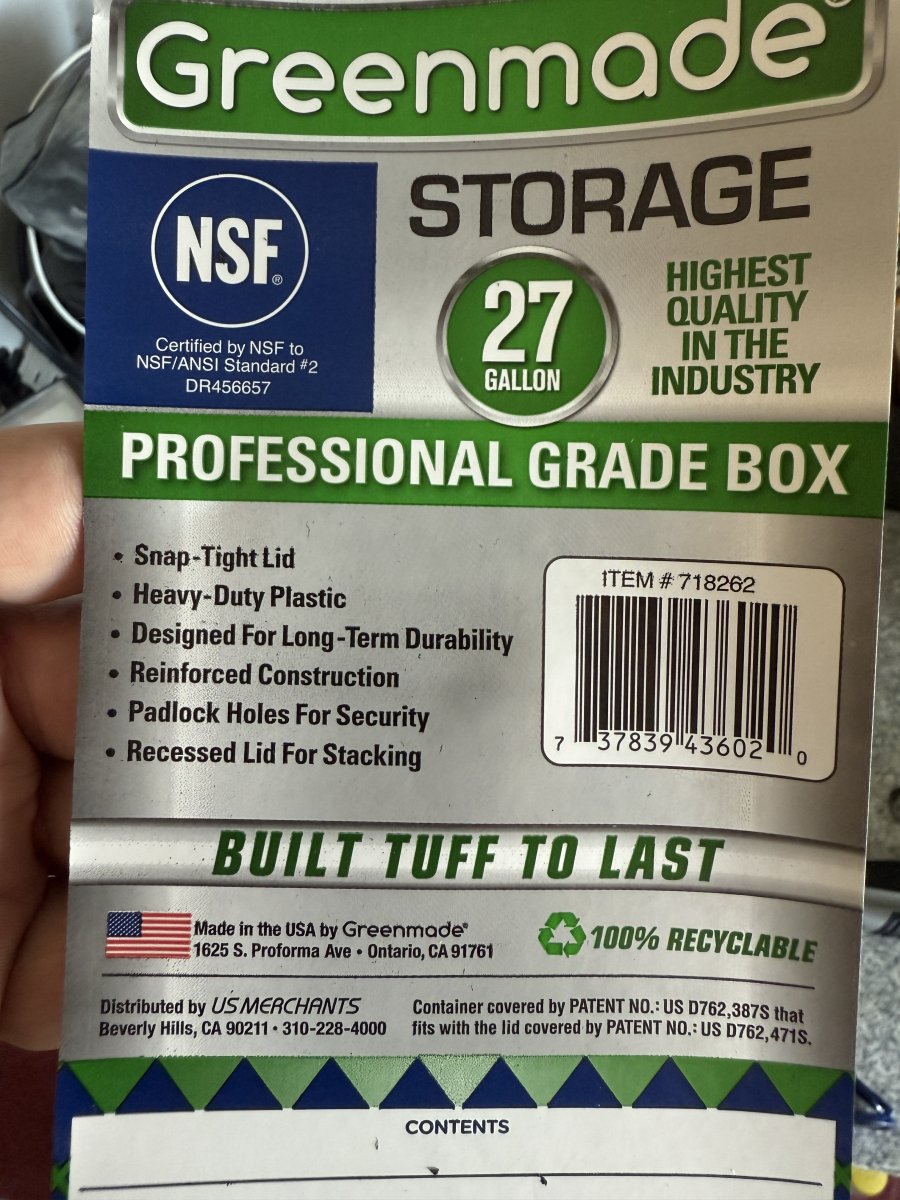 Greenmade®
NSF®
Certified by NSF to
NSF/ANSI Standard #2
DR456657
STORAGE
27
GALLON
HIGHEST
QUALITY
IN THE
INDUSTRY
PROFESSIONAL GRADE BOX
• Snap-Tight Lid
• Heavy-Duty Plastic
• Designed For Long-Term Durability
• Reinforced Construction
• Padlock Holes For Security
• Recessed Lid For Stacking
ITEM # 718262
7 37839 43602 0
BUILT TUFF TO LAST
Made in the USA by Greenmade®
1625 S. Proforma Ave • Ontario, CA 91761
100% RECYCLABLE
Distributed by US MERCHANTS
Beverly Hills, CA 90211 • 310-228-4000
Container covered by PATENT NO.: US D762,387S that
fits with the lid covered by PATENT NO.: US D762,471S.
CONTENTS